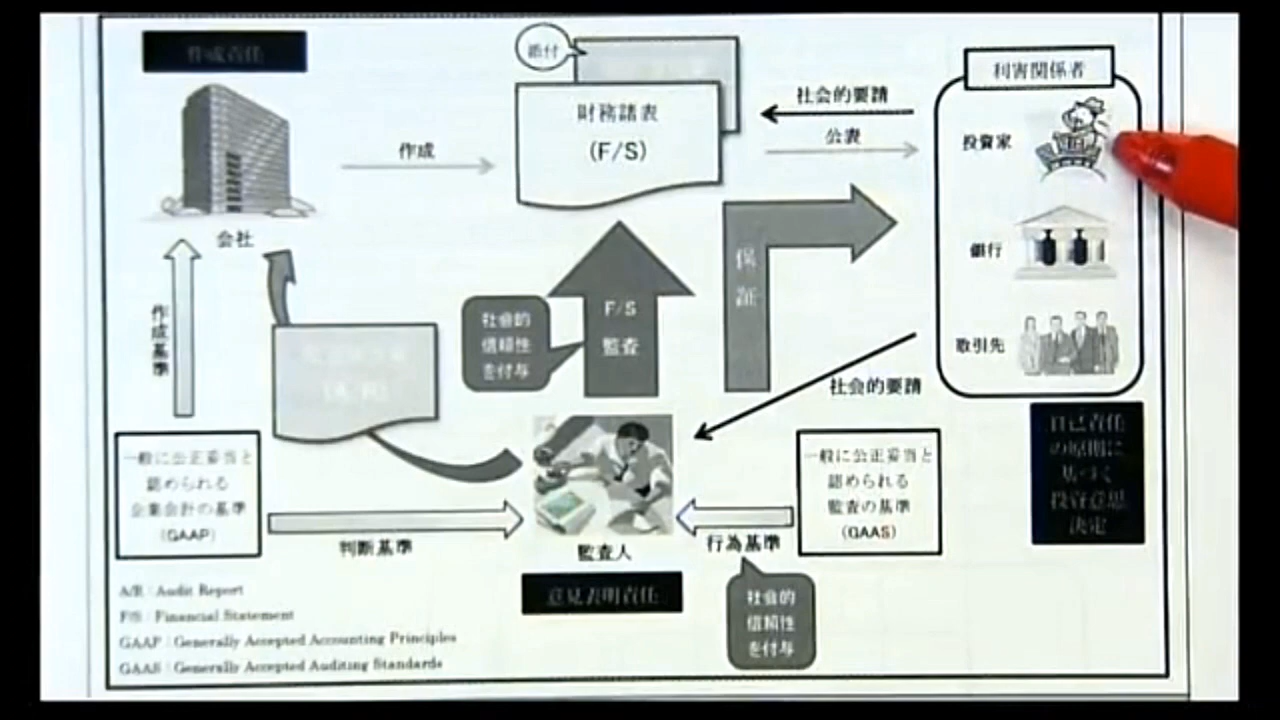 作成責任
添付
財務諸表
(F/S)
社会的要請
公表
利害関係者
投資家
作成
会社
銀行
保
証
作
成
基
準
社会的
信頼性
を付与
F/S
監査
取引先
社会的要請
自己責任
の原則に
基づく
投資意思
決定
一般に公正妥当と
認められる
企業会計の基準
(GAAP)
判断基準
監査人
行為基準
一般に公正妥当と
認められる
監査の基準
(GAAS)
意見表明責任
社会的
信頼性
を付与
A/R : Audit Report
F/S : Financial Statement
GAAP : Generally Accepted Accounting Principles
GAAS : Generally Accepted Auditing Standards